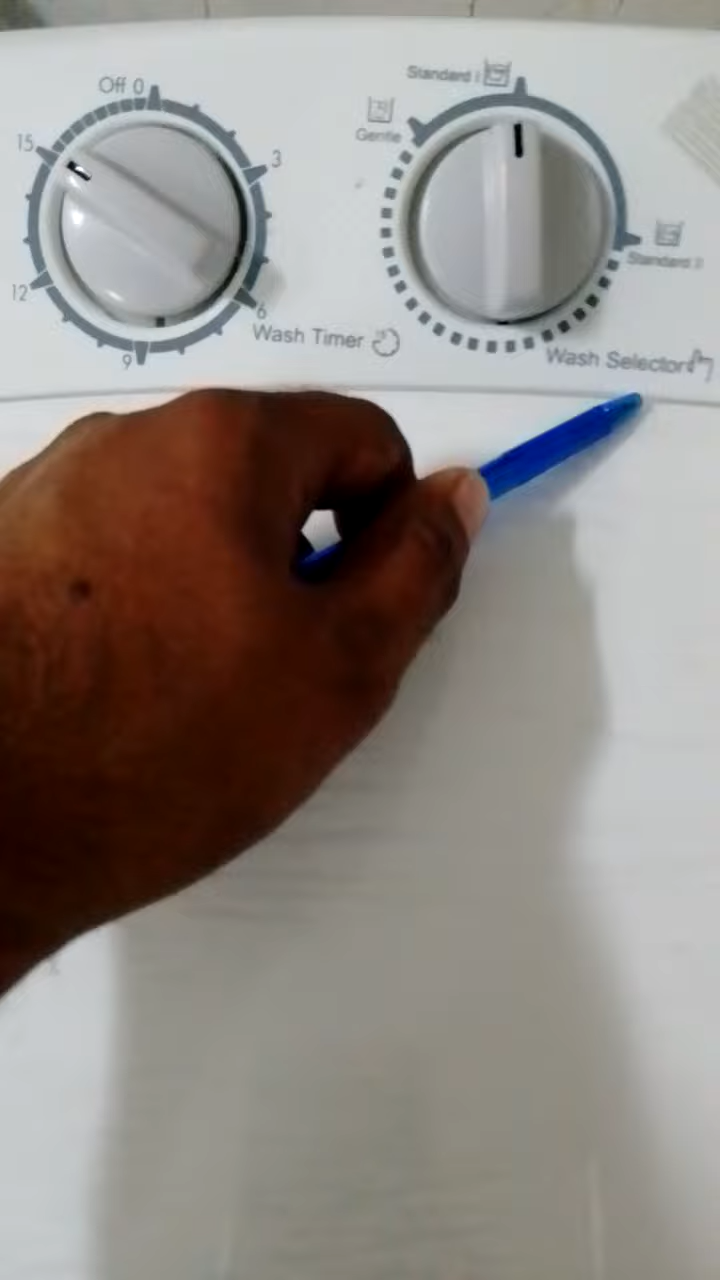 Off 0
3
6
9
12
15
Wash Timer
Standard I
Gentle
Standard II
Wash Selector